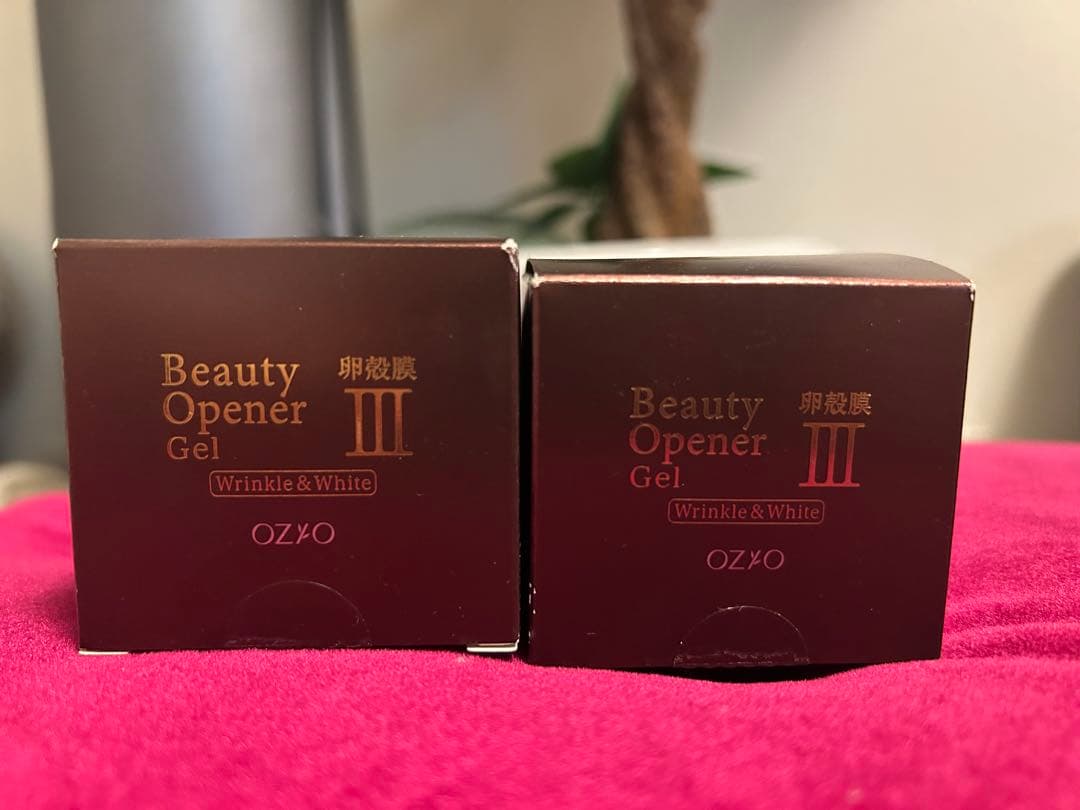 Beauty
Opener
Gel
卵殻膜
III
Wrinkle & White
OZIO
Beauty
Opener
Gel
卵殻膜
III
Wrinkle & White
OZIO